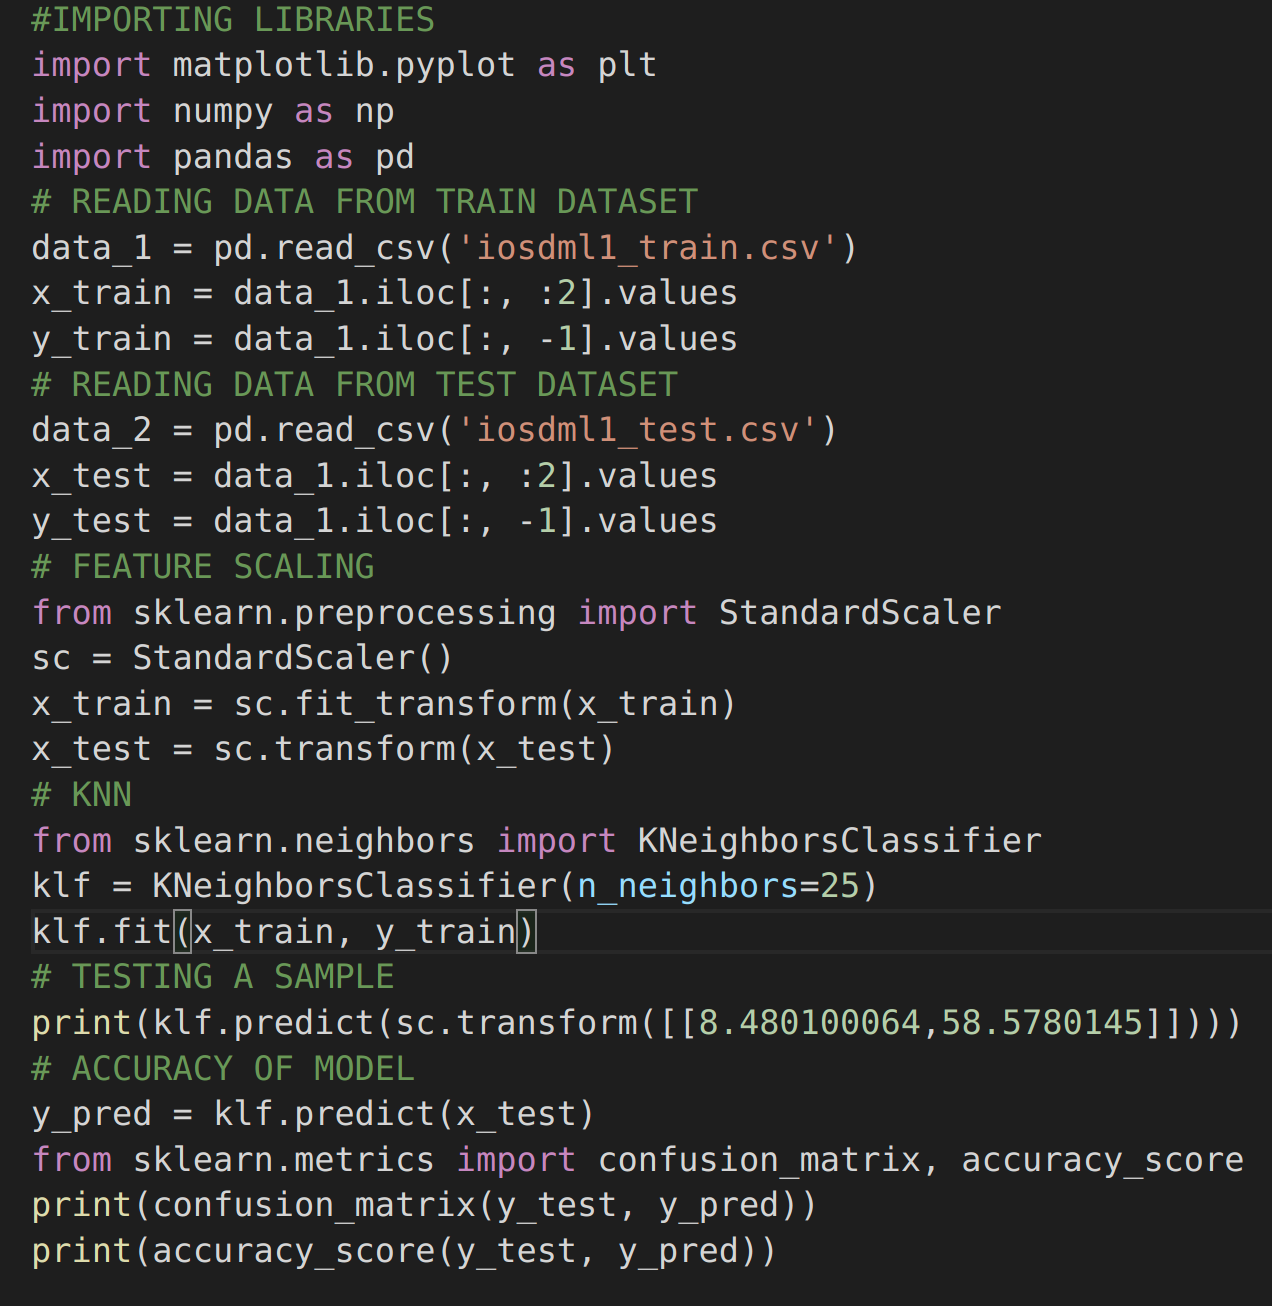 #IMPORTING LIBRARIES
import matplotlib.pyplot as plt
import numpy as np
import pandas as pd
# READING DATA FROM TRAIN DATASET
data_1 = pd.read_csv('iosdml1_train.csv')
x_train = data_1.iloc[:, :2].values
y_train = data_1.iloc[:, -1].values
# READING DATA FROM TEST DATASET
data_2 = pd.read_csv('iosdml1_test.csv')
x_test = data_1.iloc[:, :2].values
y_test = data_1.iloc[:, -1].values
# FEATURE SCALING
from sklearn.preprocessing import StandardScaler
sc = StandardScaler()
x_train = sc.fit_transform(x_train)
x_test = sc.transform(x_test)
# KNN
from sklearn.neighbors import KNeighborsClassifier
klf = KNeighborsClassifier(n_neighbors=25)
klf.fit(x_train, y_train)
# TESTING A SAMPLE
print(klf.predict(sc.transform([[8.480100064,58.5780145]])))
# ACCURACY OF MODEL
y_pred = klf.predict(x_test)
from sklearn.metrics import confusion_matrix, accuracy_score
print(confusion_matrix(y_test, y_pred))
print(accuracy_score(y_test, y_pred))